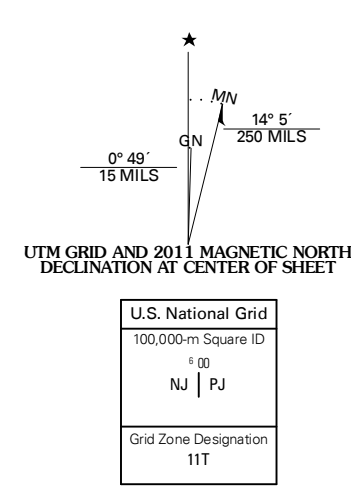 ★
MN
14° 5´
250 MILS
GN
0° 49´
15 MILS
UTM GRID AND 2011 MAGNETIC NORTH
DECLINATION AT CENTER OF SHEET
U.S. National Grid
100,000-m Square ID
6 00
NJ | PJ
Grid Zone Designation
11T